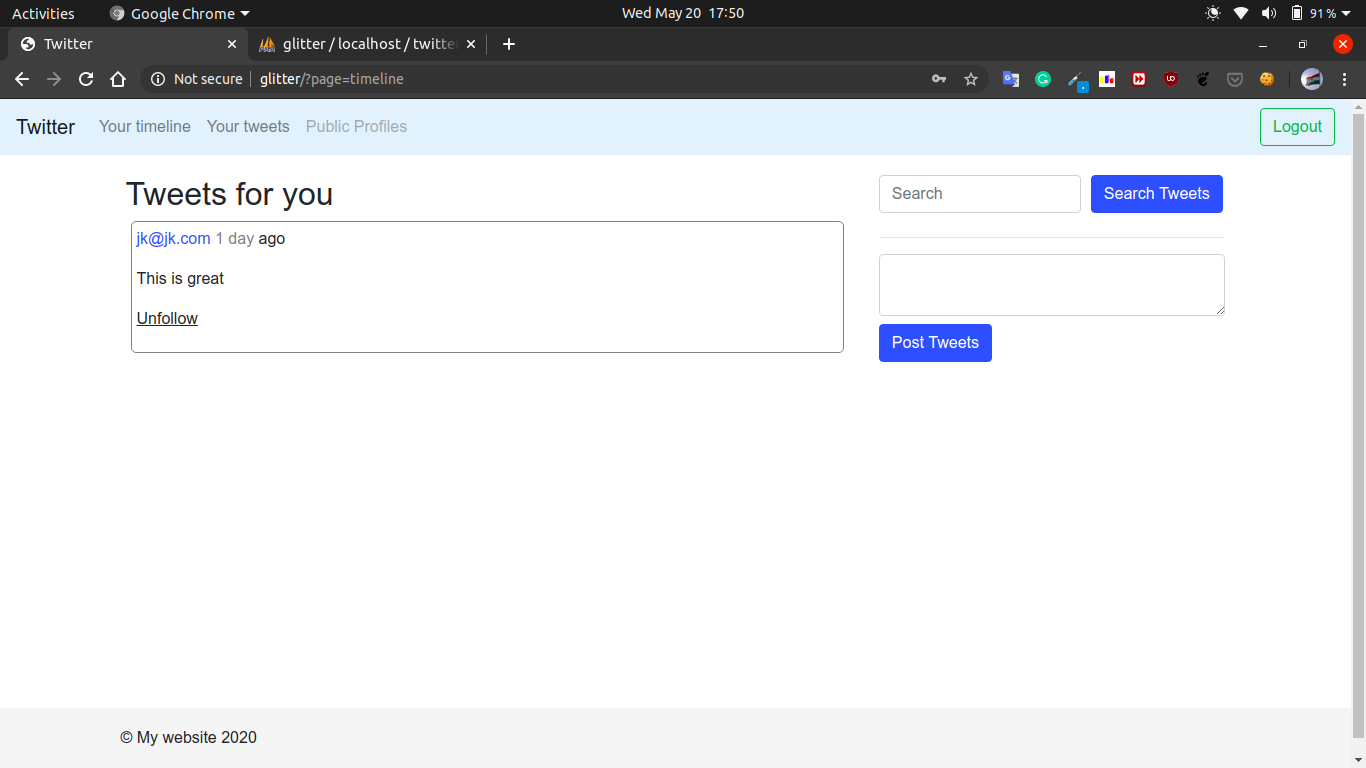 Activities Google Chrome Wed May 20 17:50 91%
Twitter glitter / localhost / twitte
Not secure glitter/?page=timeline
Twitter Your timeline Your tweets Public Profiles Logout
Tweets for you
Search Search Tweets
jk@jk.com 1 day ago
This is great
Unfollow
Post Tweets
© My website 2020